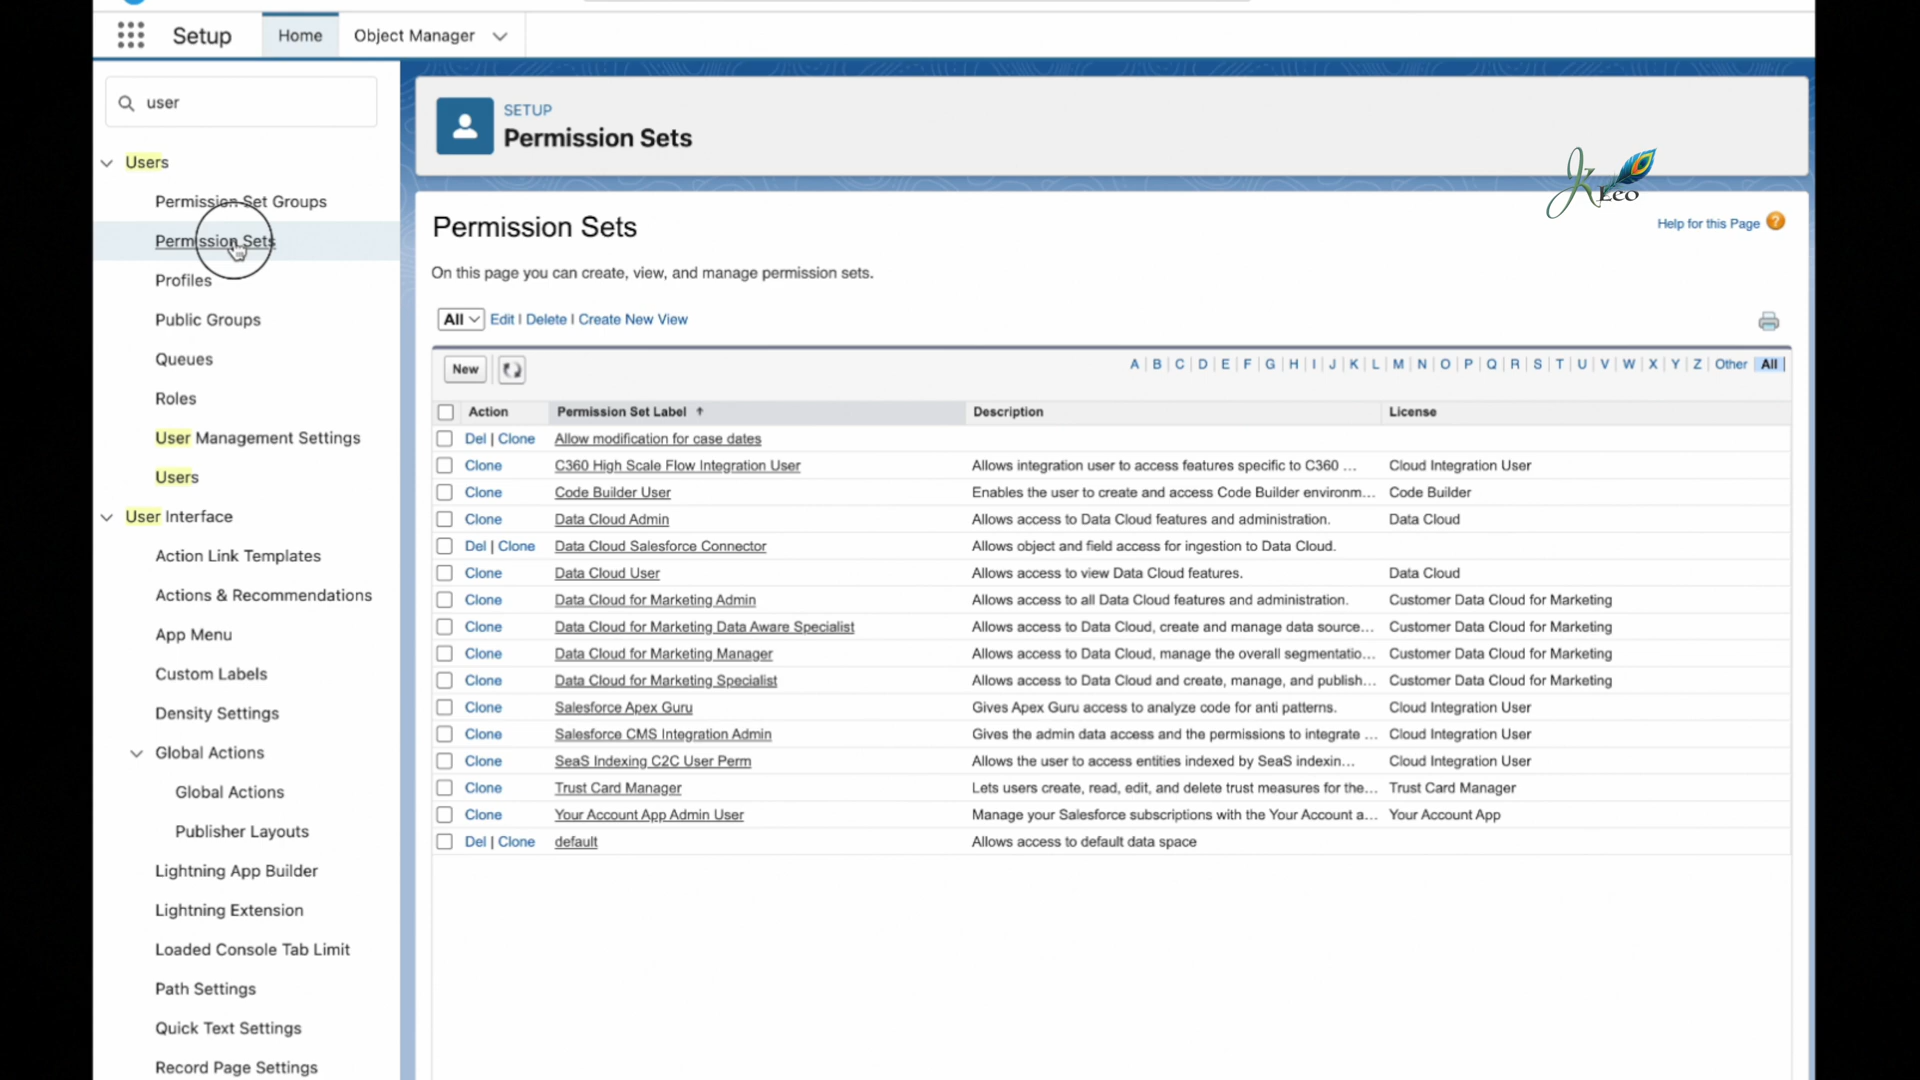 Setup
Home
Object Manager
user
Users
Permission Set Groups
Permission Sets
Profiles
Public Groups
Queues
Roles
User Management Settings
Users
User Interface
Action Link Templates
Actions & Recommendations
App Menu
Custom Labels
Density Settings
Global Actions
Global Actions
Publisher Layouts
Lightning App Builder
Lightning Extension
Loaded Console Tab Limit
Path Settings
Quick Text Settings
Record Page Settings
SETUP
Permission Sets
JK Leo
Permission Sets
Help for this Page ?
On this page you can create, view, and manage permission sets.
All Edit | Delete | Create New View
New
A | B | C | D | E | F | G | H | I | J | K | L | M | N | O | P | Q | R | S | T | U | V | W | X | Y | Z | Other | All |
Action Permission Set Label ↑ Description License
Del | Clone Allow modification for case dates
Clone C360 High Scale Flow Integration User Allows integration user to access features specific to C360 ... Cloud Integration User
Clone Code Builder User Enables the user to create and access Code Builder environm... Code Builder
Clone Data Cloud Admin Allows access to Data Cloud features and administration. Data Cloud
Del | Clone Data Cloud Salesforce Connector Allows object and field access for ingestion to Data Cloud.
Clone Data Cloud User Allows access to view Data Cloud features. Data Cloud
Clone Data Cloud for Marketing Admin Allows access to all Data Cloud features and administration. Customer Data Cloud for Marketing
Clone Data Cloud for Marketing Data Aware Specialist Allows access to Data Cloud, create and manage data source... Customer Data Cloud for Marketing
Clone Data Cloud for Marketing Manager Allows access to Data Cloud, manage the overall segmentatio... Customer Data Cloud for Marketing
Clone Data Cloud for Marketing Specialist Allows access to Data Cloud and create, manage, and publish... Customer Data Cloud for Marketing
Clone Salesforce Apex Guru Gives Apex Guru access to analyze code for anti patterns. Cloud Integration User
Clone Salesforce CMS Integration Admin Gives the admin data access and the permissions to integrate ... Cloud Integration User
Clone SeaS Indexing C2C User Perm Allows the user to access entities indexed by SeaS indexin... Cloud Integration User
Clone Trust Card Manager Lets users create, read, edit, and delete trust measures for the... Trust Card Manager
Clone Your Account App Admin User Manage your Salesforce subscriptions with the Your Account a... Your Account App
Del | Clone default Allows access to default data space